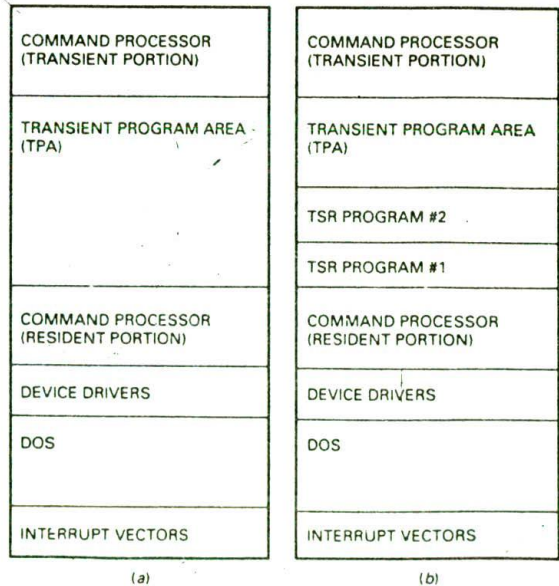 COMMAND PROCESSOR
(TRANSIENT PORTION)
TRANSIENT PROGRAM AREA
(TPA)
COMMAND PROCESSOR
(RESIDENT PORTION)
DEVICE DRIVERS
DOS
INTERRUPT VECTORS
(a)
COMMAND PROCESSOR
(TRANSIENT PORTION)
TRANSIENT PROGRAM AREA
(TPA)
TSR PROGRAM #2
TSR PROGRAM #1
COMMAND PROCESSOR
(RESIDENT PORTION)
DEVICE DRIVERS
DOS
INTERRUPT VECTORS
(b)